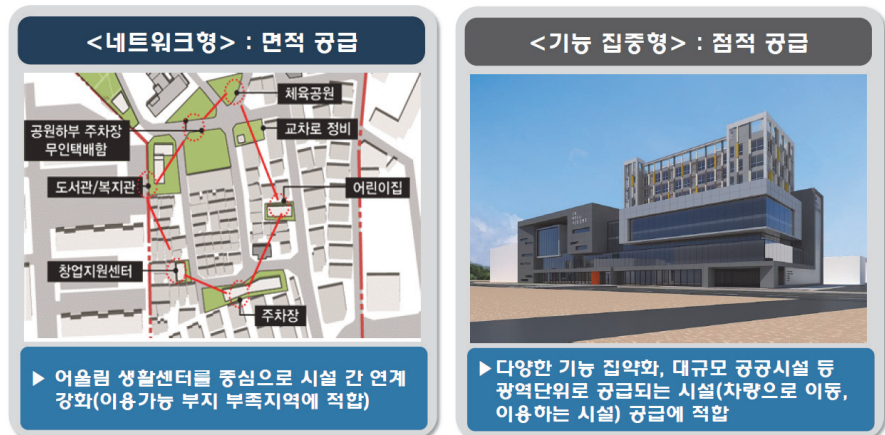 <네트워크형> : 면적 공급
체육공원
공원하부 주차장
무인택배함
교차로 정비
도서관/복지관
어린이집
창업지원센터
주차장
▶ 어울림 생활센터를 중심으로 시설 간 연계
강화(이용가능 부지 부족지역에 적합)
<기능 집중형> : 점적 공급
▶다양한 기능 집약화, 대규모 공공시설 등
광역단위로 공급되는 시설(차량으로 이동,
이용하는 시설) 공급에 적합